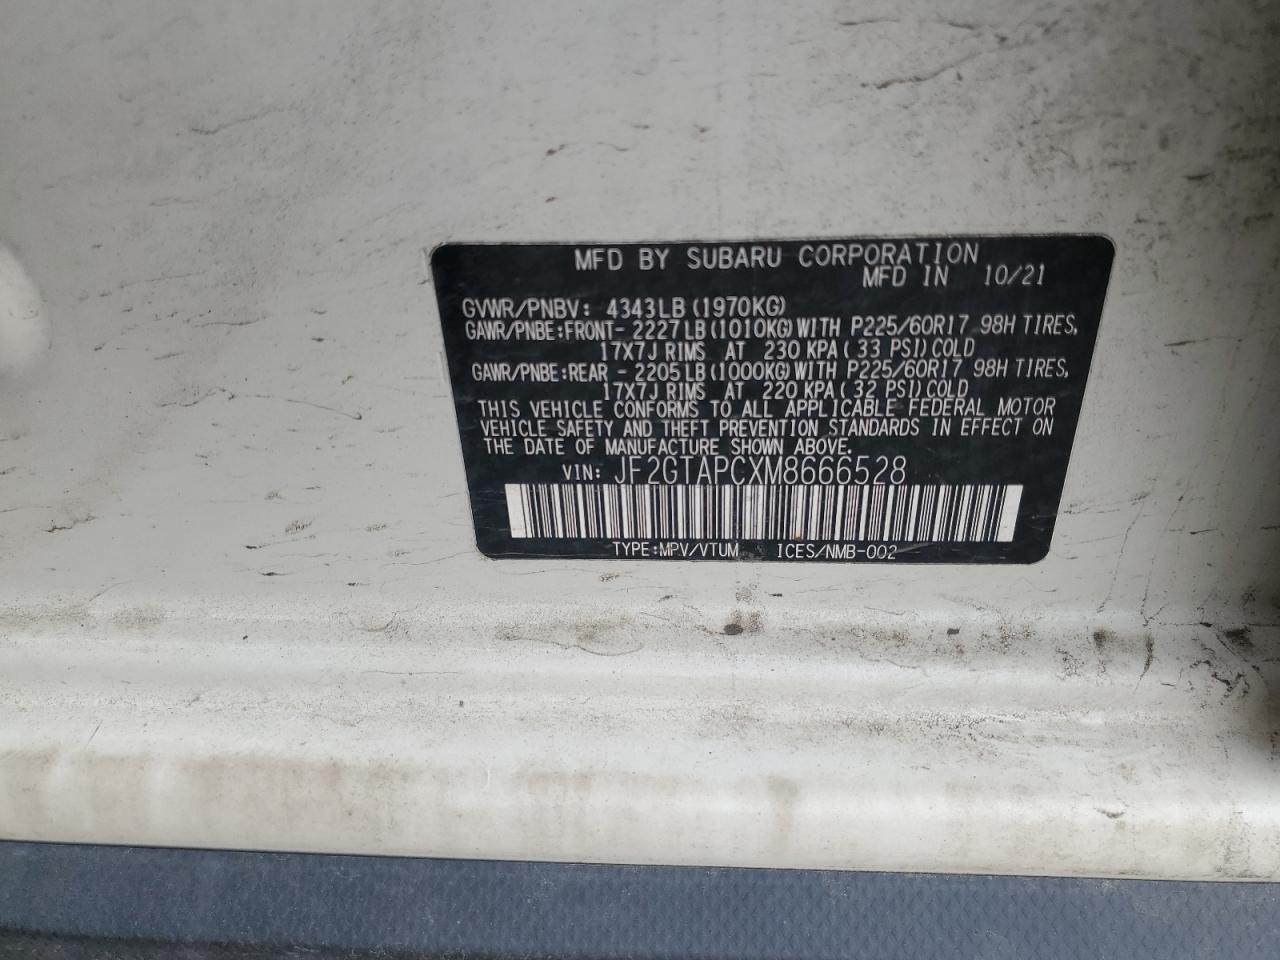 MFD BY SUBARU CORPORATION
MFD IN 10/21
GVWR/PNBV: 4343LB (1970KG)
GAWR/PNBE:FRONT- 2227LB(1010KG)WITH P225/60R17 98H TIRES,
17X7J RIMS AT 230 KPA( 33 PSI)COLD
GAWR/PNBE:REAR - 2205LB(1000KG)WITH P225/60R17 98H TIRES,
17X7J RIMS AT 220 KPA( 32 PSI)COLD
THIS VEHICLE CONFORMS TO ALL APPLICABLE FEDERAL MOTOR
VEHICLE SAFETY AND THEFT PREVENTION STANDARDS IN EFFECT ON
THE DATE OF MANUFACTURE SHOWN ABOVE.
VIN: JF2GTAPCXM8666528
TYPE:MPV/VTUM ICES/NMB-002